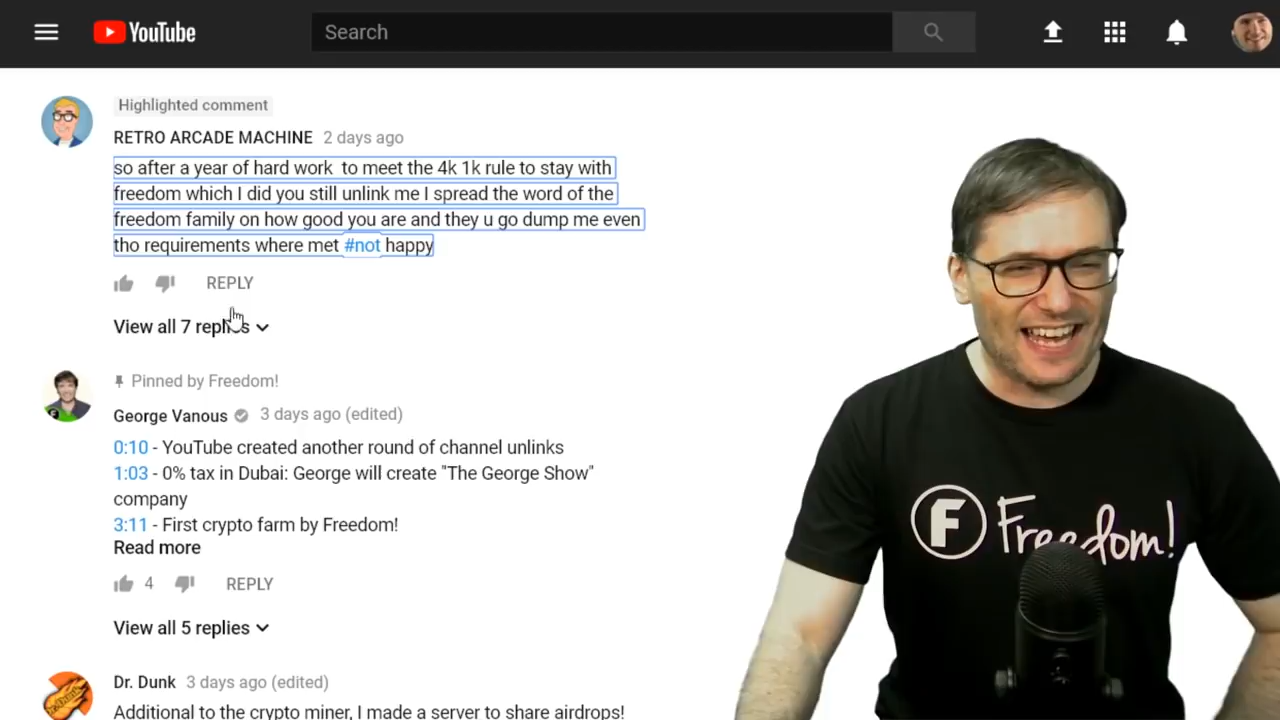 YouTube
Search
Highlighted comment
RETRO ARCADE MACHINE 2 days ago
so after a year of hard work to meet the 4k 1k rule to stay with
freedom which I did you still unlink me I spread the word of the
freedom family on how good you are and they u go dump me even
tho requirements where met #not happy
REPLY
View all 7 replies
Pinned by Freedom!
George Vanous 3 days ago (edited)
0:10 - YouTube created another round of channel unlinks
1:03 - 0% tax in Dubai: George will create "The George Show"
company
3:11 - First crypto farm by Freedom!
Read more
4 REPLY
View all 5 replies
Dr. Dunk 3 days ago (edited)
Additional to the crypto miner, I made a server to share airdrops!
F Freedom!